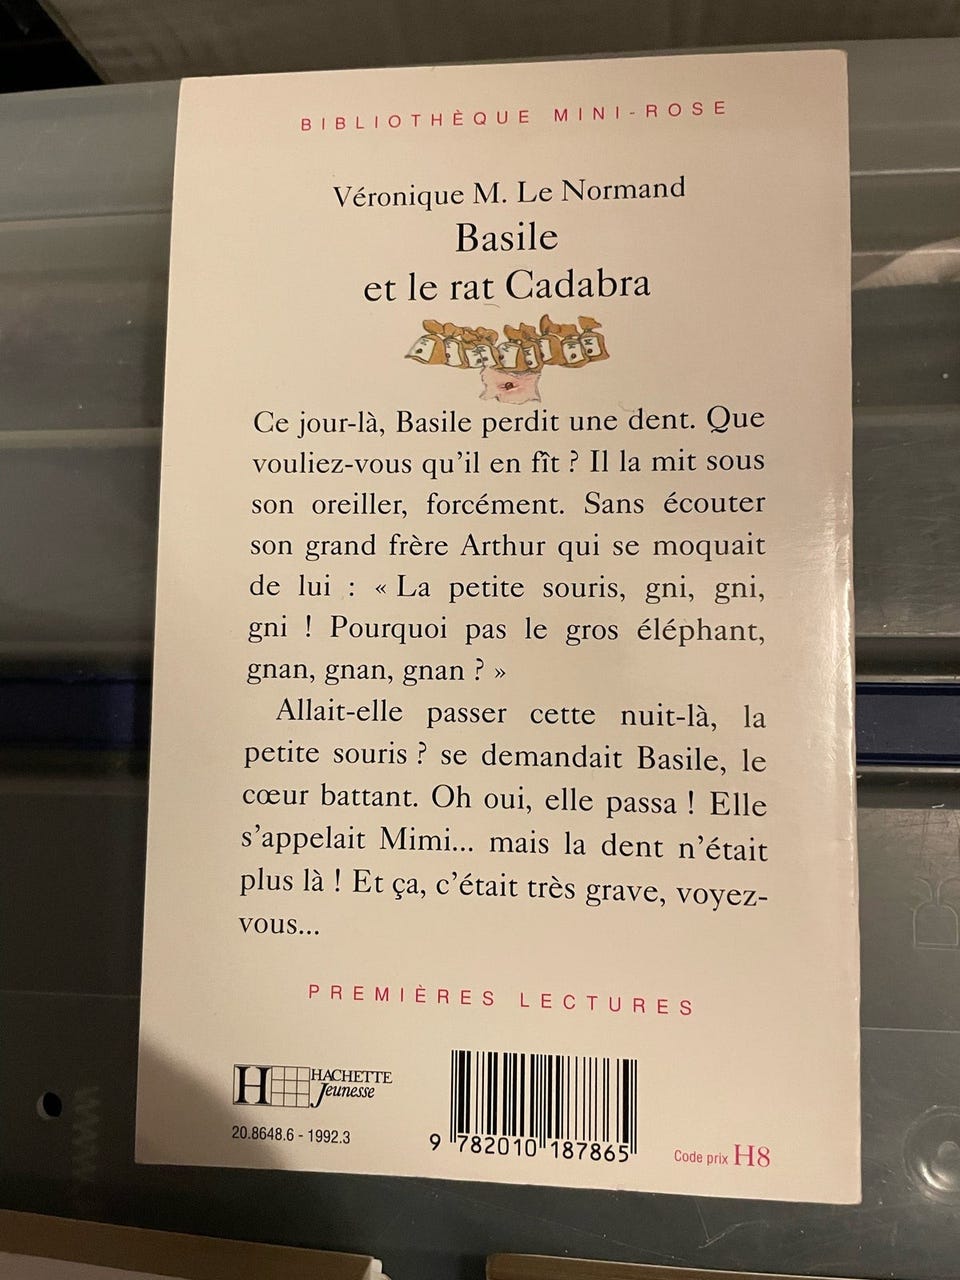 BIBLIOTHÈQUE MINI-ROSE
Véronique M. Le Normand
Basile
et le rat Cadabra
Ce jour-là, Basile perdit une dent. Que
vouliez-vous qu'il en fît ? Il la mit sous
son oreiller, forcément. Sans écouter
son grand frère Arthur qui se moquait
de lui : « La petite souris, gni, gni,
gni ! Pourquoi pas le gros éléphant,
gnan, gnan, gnan ? »
Allait-elle passer cette nuit-là, la
petite souris ? se demandait Basile, le
cœur battant. Oh oui, elle passa ! Elle
s'appelait Mimi... mais la dent n'était
plus là ! Et ça, c'était très grave, voyez-
vous...
PREMIÈRES LECTURES
H HACHETTE
Jeunesse
20.8648.6 - 1992.3
9 782010 187865
Code prix H8